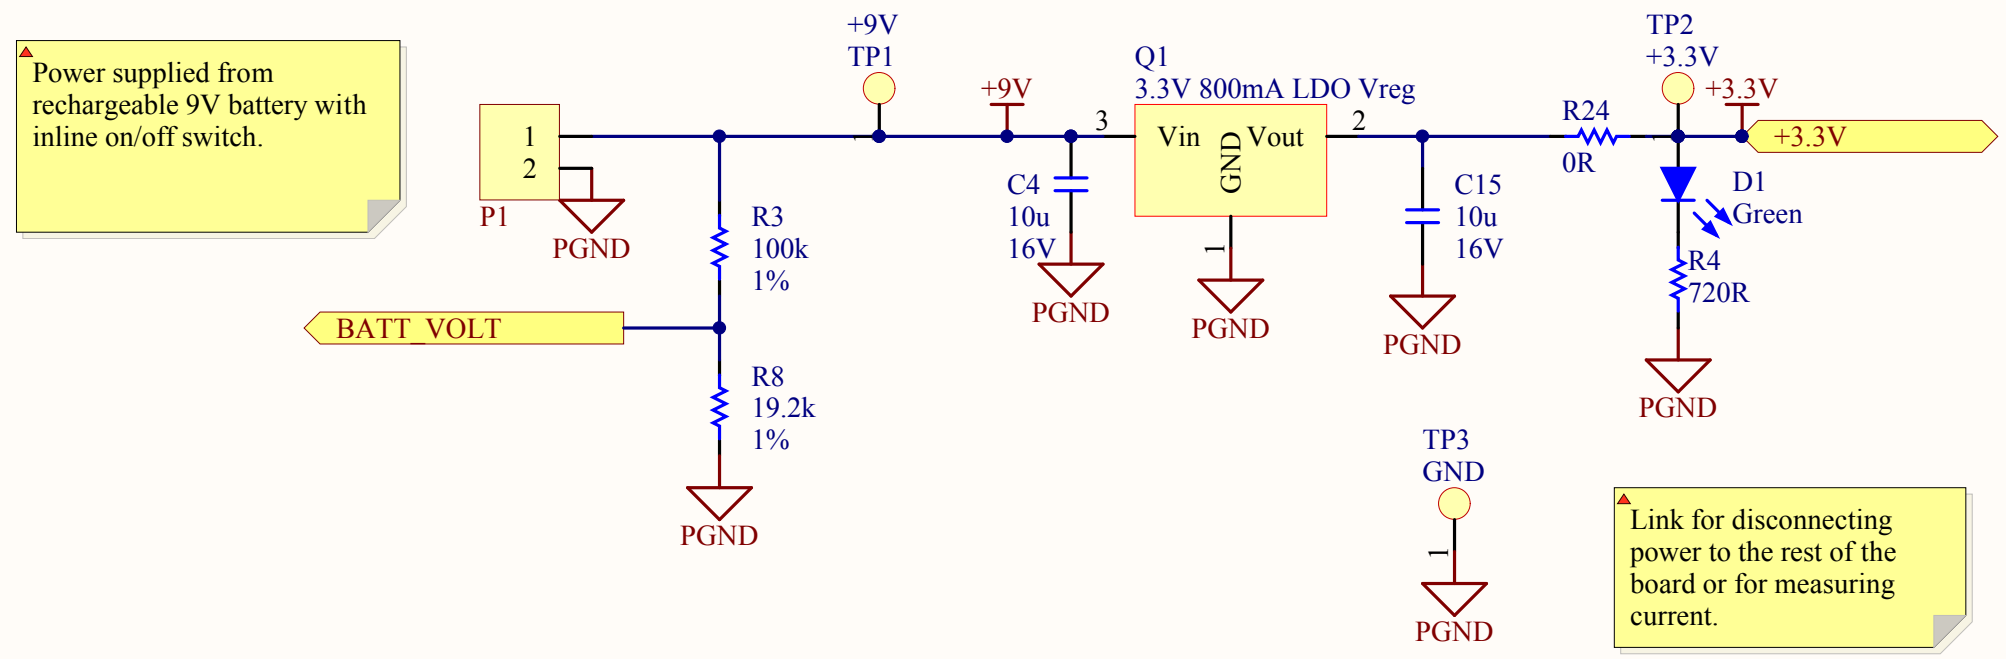 Power supplied from
rechargeable 9V battery with
inline on/off switch.
1
2
P1
PGND
BATT_VOLT
R3
100k
1%
R8
19.2k
1%
PGND
+9V
TP1
1
+9V
C4
10u
16V
PGND
Q1
3.3V 800mA LDO Vreg
3
Vin
GND
Vout
2
1
PGND
C15
10u
16V
PGND
R24
0R
TP2
+3.3V
1
+3.3V
+3.3V
D1
Green
R4
720R
PGND
TP3
GND
1
PGND
Link for disconnecting
power to the rest of the
board or for measuring
current.